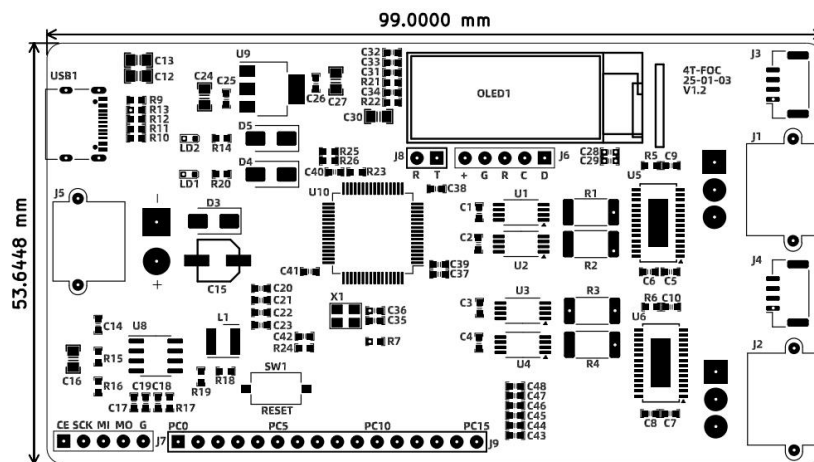 99.0000 mm
53.6448 mm
USB1
C13
C12
R9
R13
R12
R11
R10
U9
C24
C25
C26
C27
C32
C33
C31
R21
C34
R22
C30
OLED1
4T-FOC
25-01-03
V1.2
J3
J1
LD2
R14
D5
D4
LD1
R20
R25
R26
C40
R23
J8
R T
J6
+ G R C D
C28
C29
R5 C9
U5
J5
D3
−
+
C15
U10
C38
C1
C2
U1
U2
R1
R2
C41
C39
C37
C6 C5
J4
C20
C21
C22
C23
X1
C36
C35
C42
R24
R7
C3
C4
U3
U4
R3
R4
R6 C10
U6
J2
C14
R15
C16
R16
U8
L1
C19 C18
C17
R17
R19
R18
SW1
RESET
C48
C47
C46
C45
C44
C43
C8 C7
CE SCK MI MO G
J7
PC0 PC5 PC10 PC15
J9